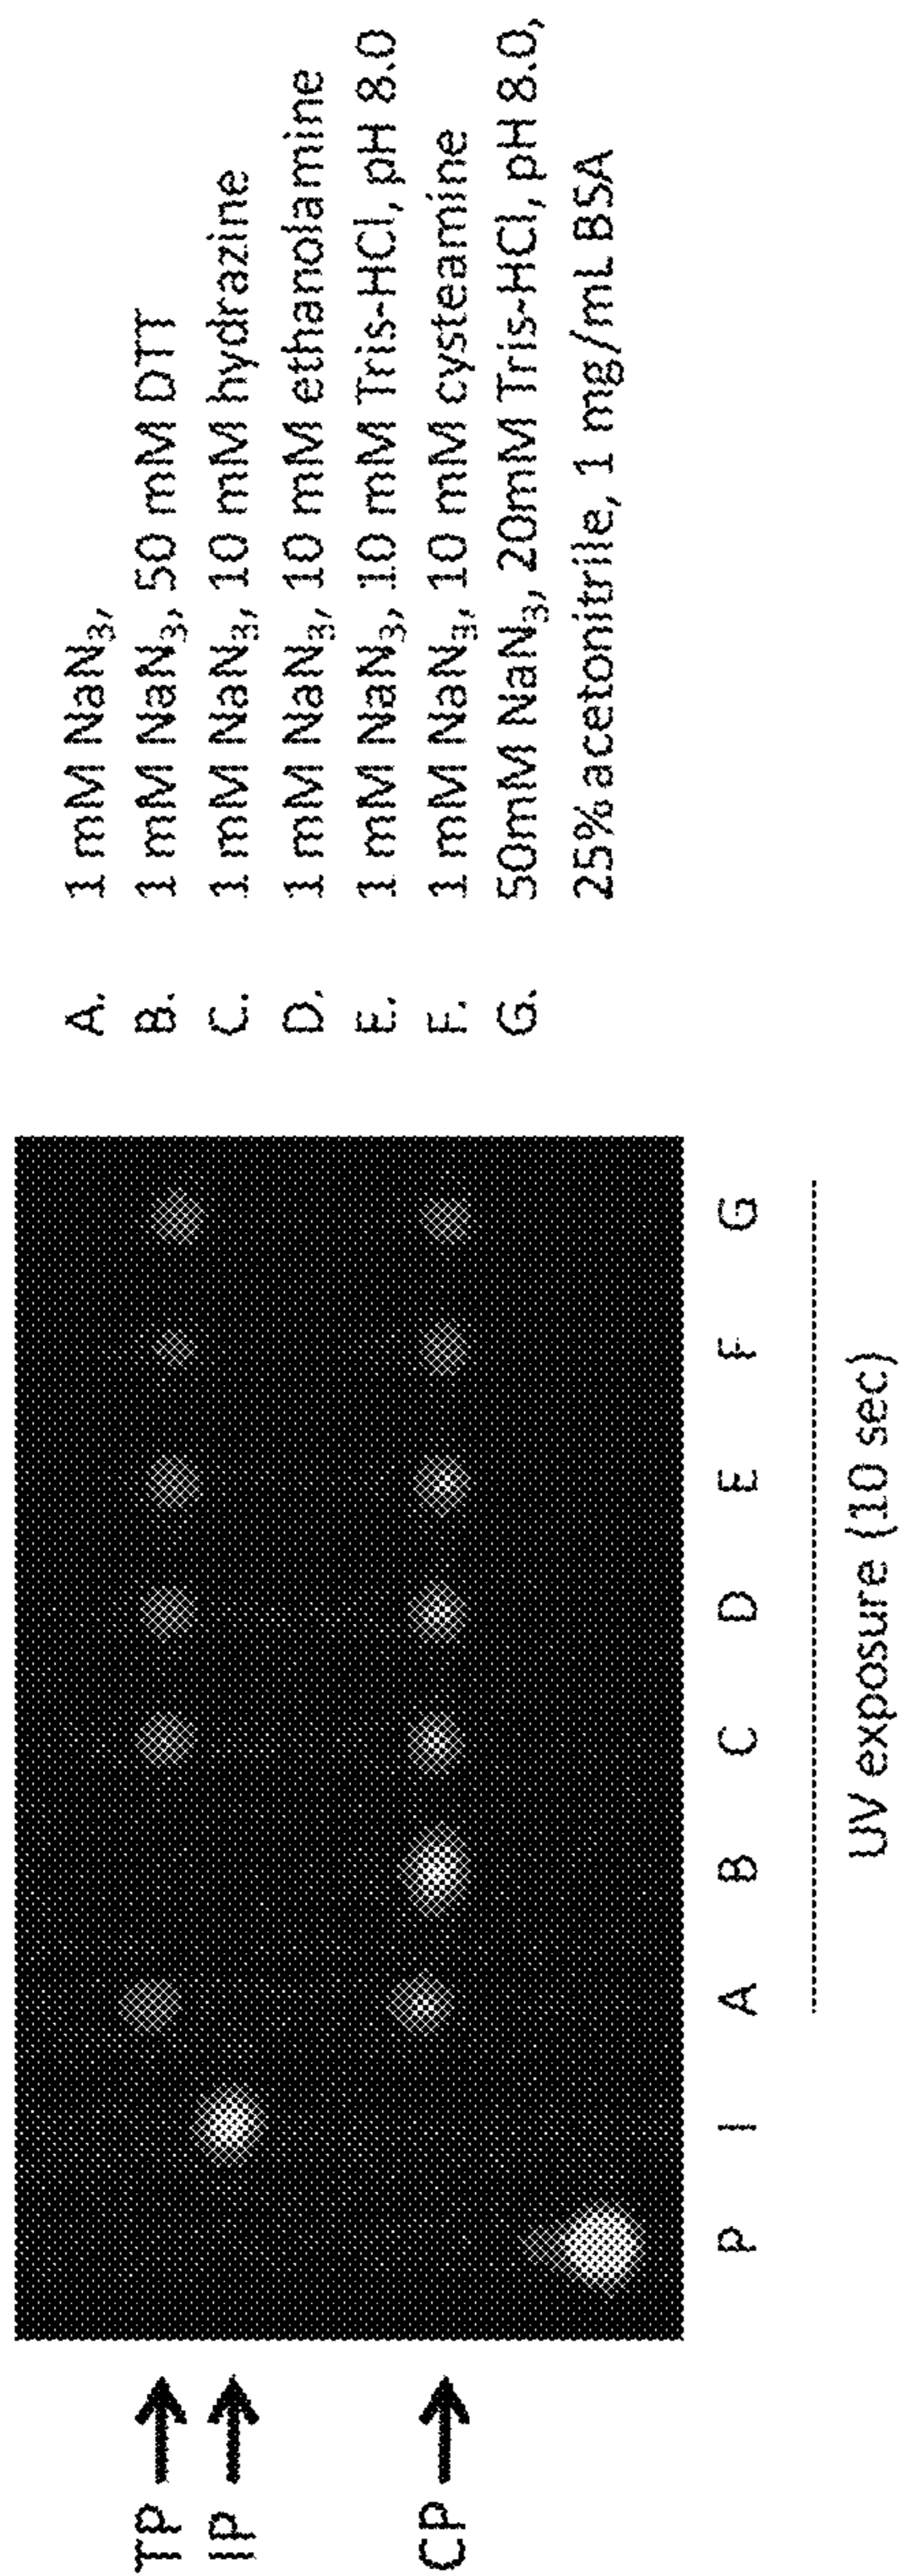 TP
IP
CP
P I A B C D E F G
UV exposure (10 sec)
A. 1 mM NaN₃,
B. 1 mM NaN₃, 50 mM DTT
C. 1 mM NaN₃, 10 mM hydrazine
D. 1 mM NaN₃, 10 mM ethanolamine
E. 1 mM NaN₃, 10 mM Tris-HCl, pH 8.0
F. 1 mM NaN₃, 10 mM cysteamine
G. 50mM NaN₃, 20mM Tris-HCl, pH 8.0,
25% acetonitrile, 1 mg/mL BSA